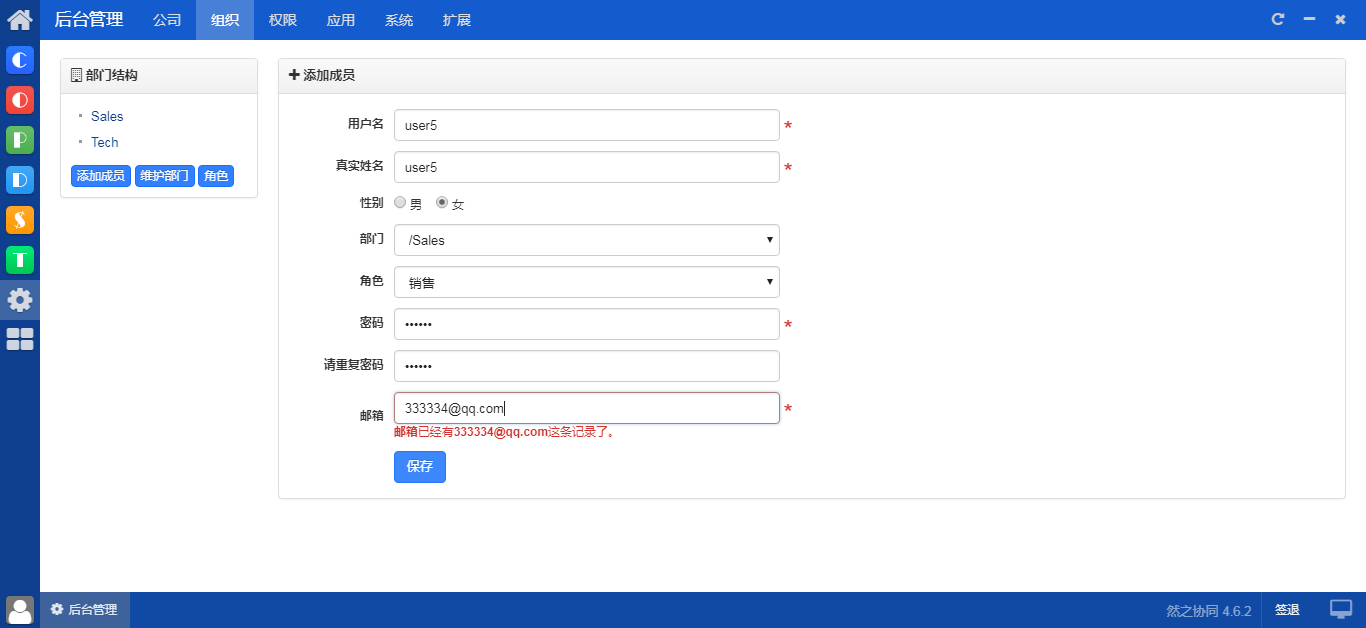 后台管理 公司 组织 权限 应用 系统 扩展
部门结构
Sales
Tech
添加成员 维护部门 角色
添加成员
用户名 user5 *
真实姓名 user5 *
性别 男 女
部门 /Sales
角色 销售
密码 •••••• *
请重复密码 ••••••
邮箱 333334@qq.com *
邮箱已经有333334@qq.com这条记录了。
保存
后台管理 然之协同 4.6.2 签退